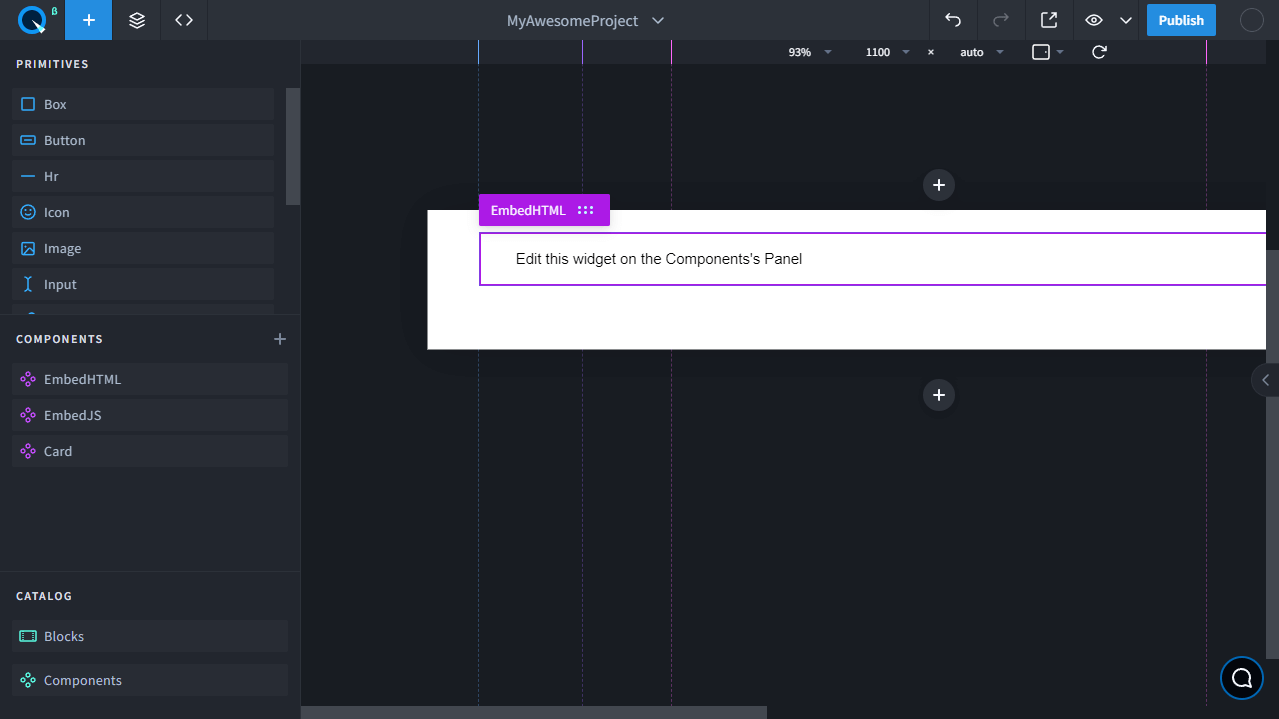 β
MyAwesomeProject
Publish
PRIMITIVES
93%
1100
×
auto
Box
Button
Hr
Icon
Image
Input
EmbedHTML
Edit this widget on the Components's Panel
COMPONENTS
EmbedHTML
EmbedJS
Card
CATALOG
Blocks
Components